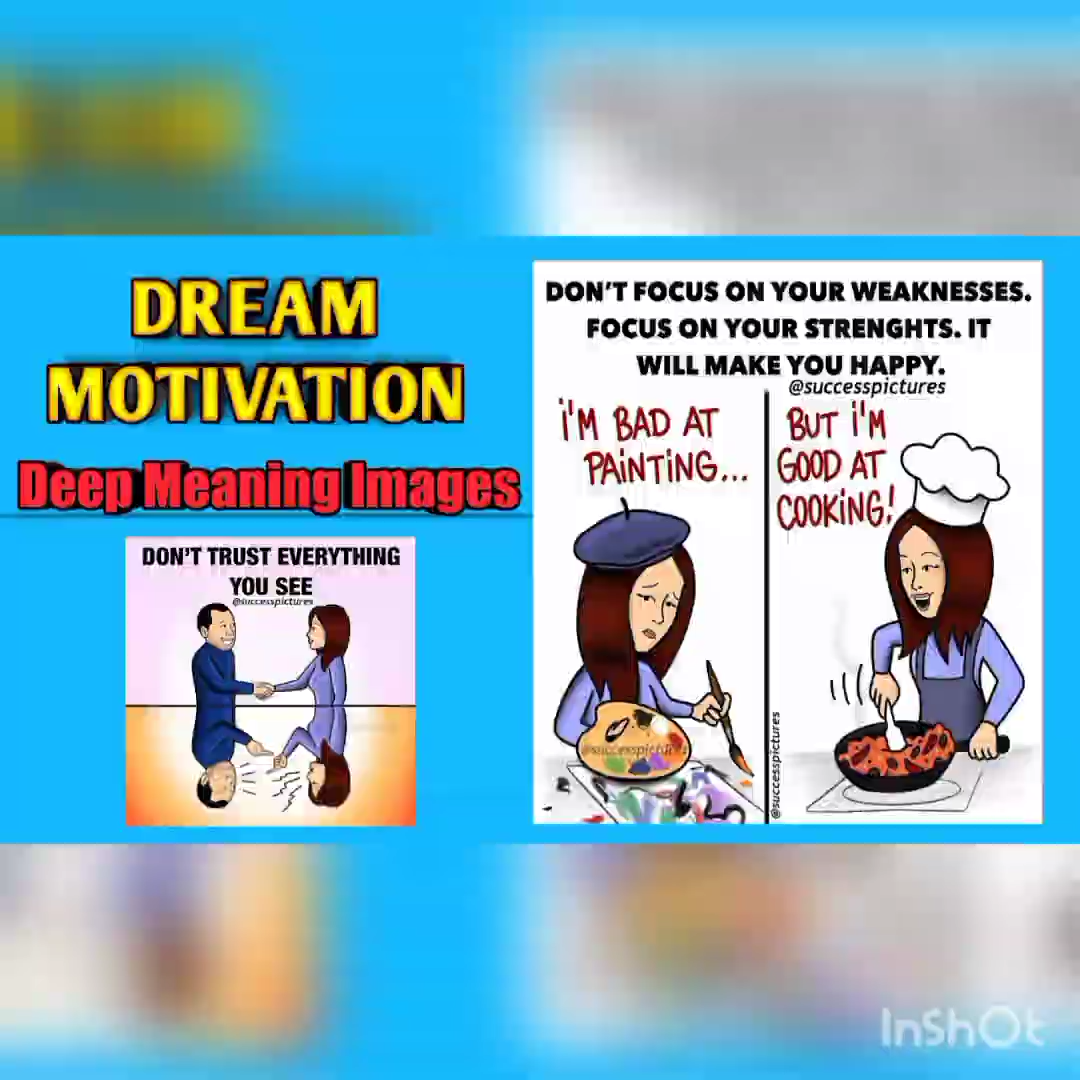 DREAM
MOTIVATION
Deep Meaning Images
DON'T TRUST EVERYTHING
YOU SEE
@successpictures
DON'T FOCUS ON YOUR WEAKNESSES.
FOCUS ON YOUR STRENGHTS. IT
WILL MAKE YOU HAPPY.
@successpictures
I'M BAD AT
PAINTING...
BUT I'M
GOOD AT
COOKING!
@successpictures
@successpictures
InShOt